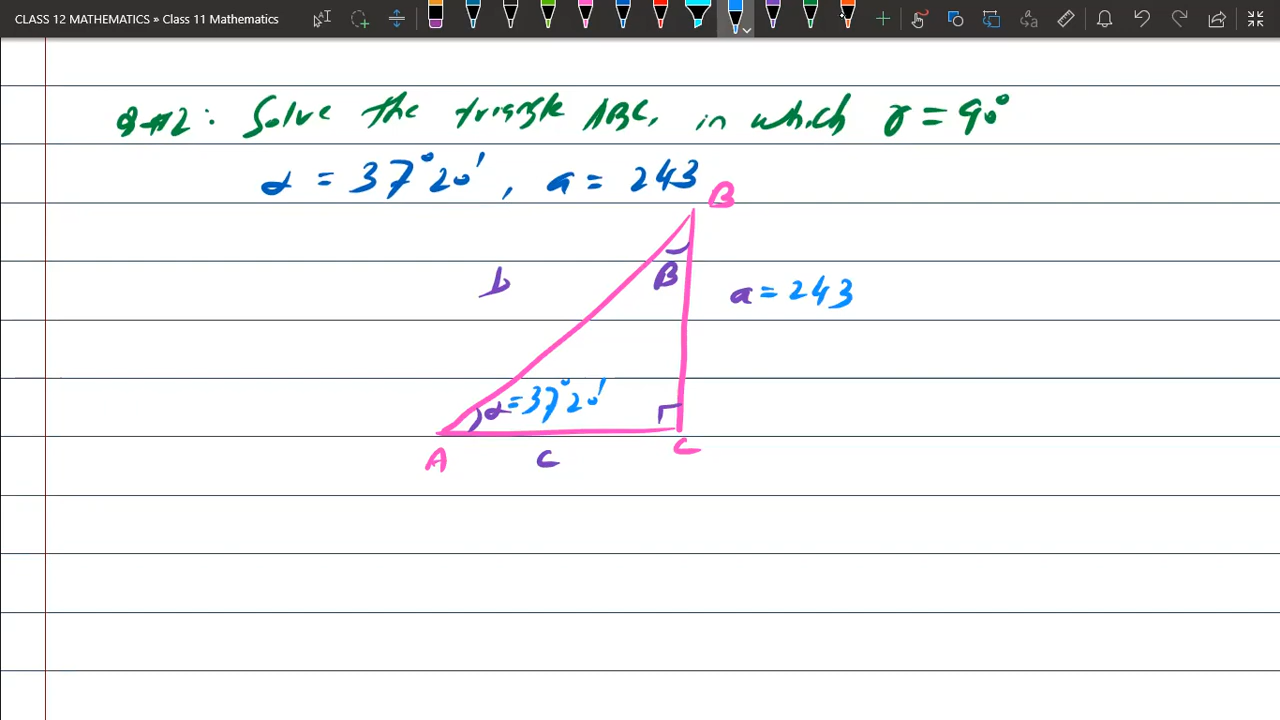 CLASS 12 MATHEMATICS » Class 11 Mathematics
Q#2: Solve the triangle ABC, in which γ = 90°
α = 37°20', a = 243
B
b
β
a = 243
α = 37°20'
A
c
C